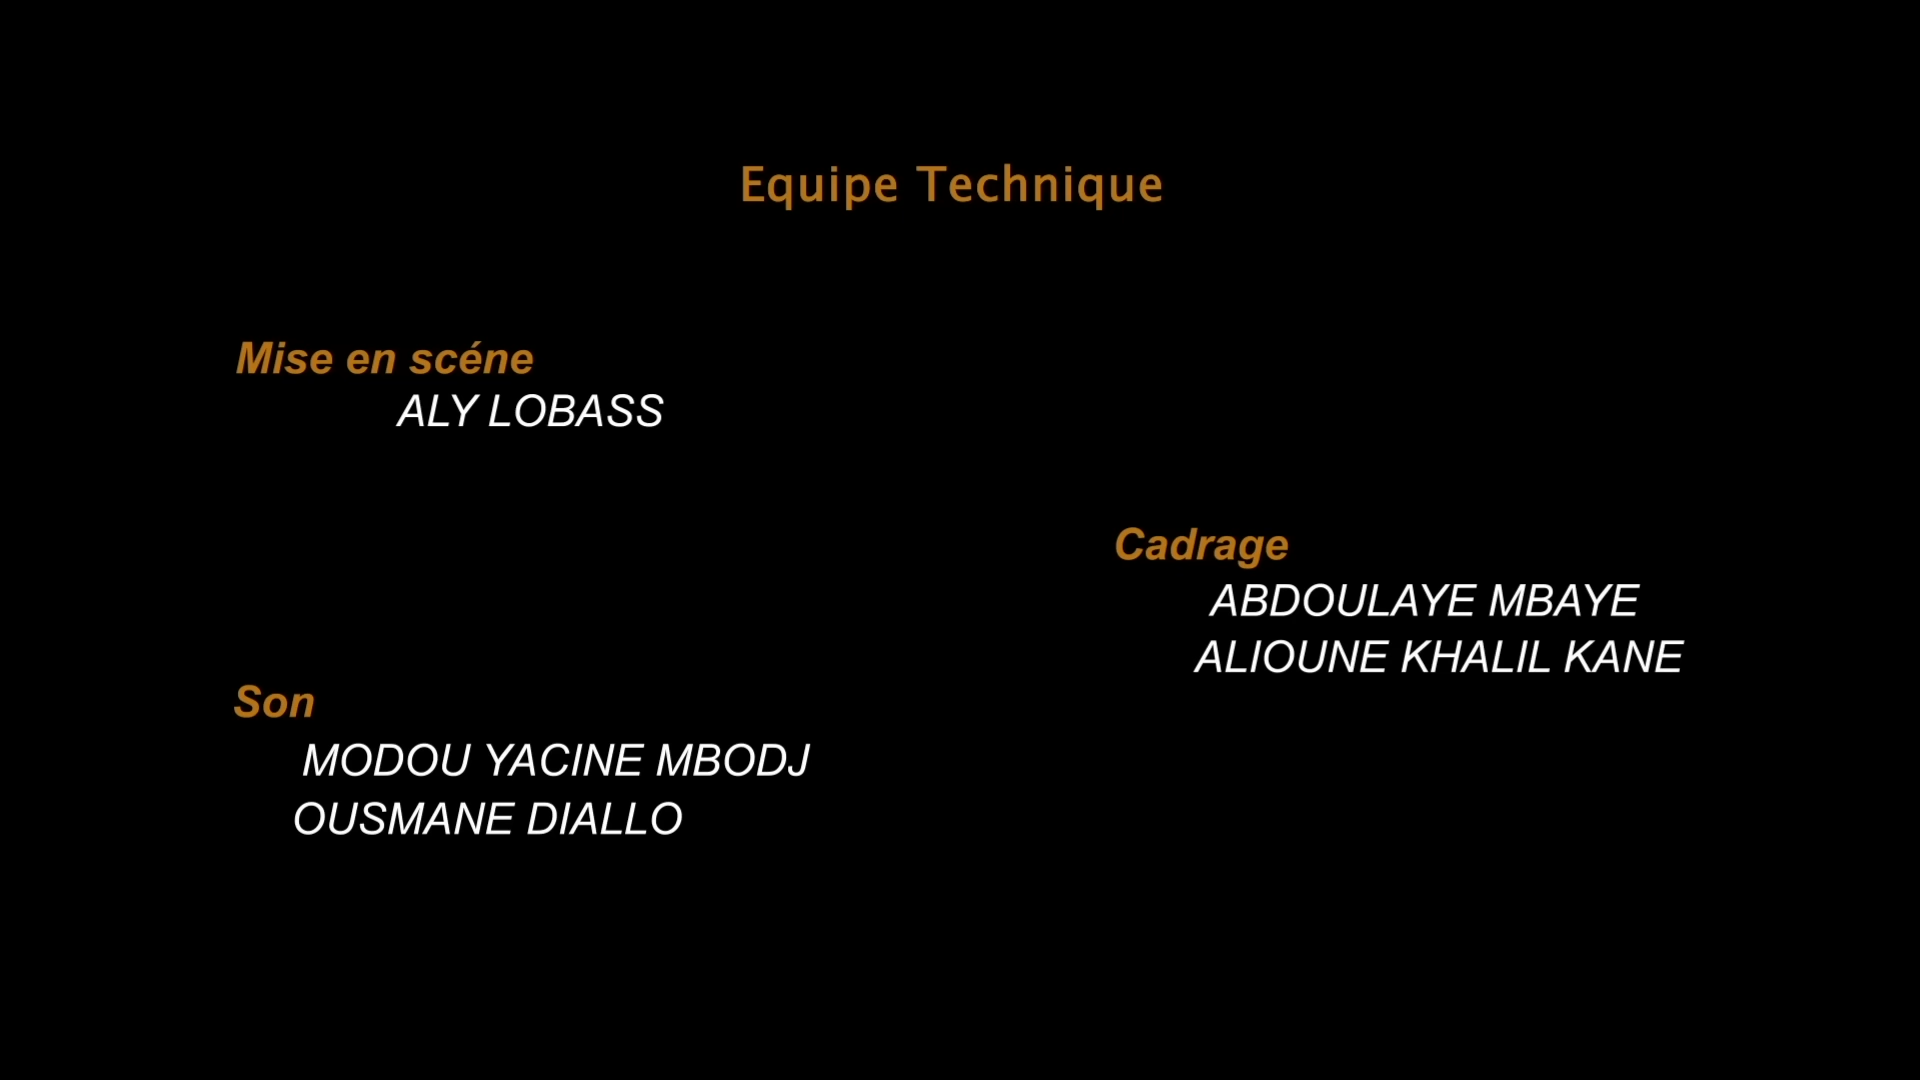 Equipe Technique
Mise en scéne
ALY LOBASS
Cadrage
ABDOULAYE MBAYE
ALIOUNE KHALIL KANE
Son
MODOU YACINE MBODJ
OUSMANE DIALLO